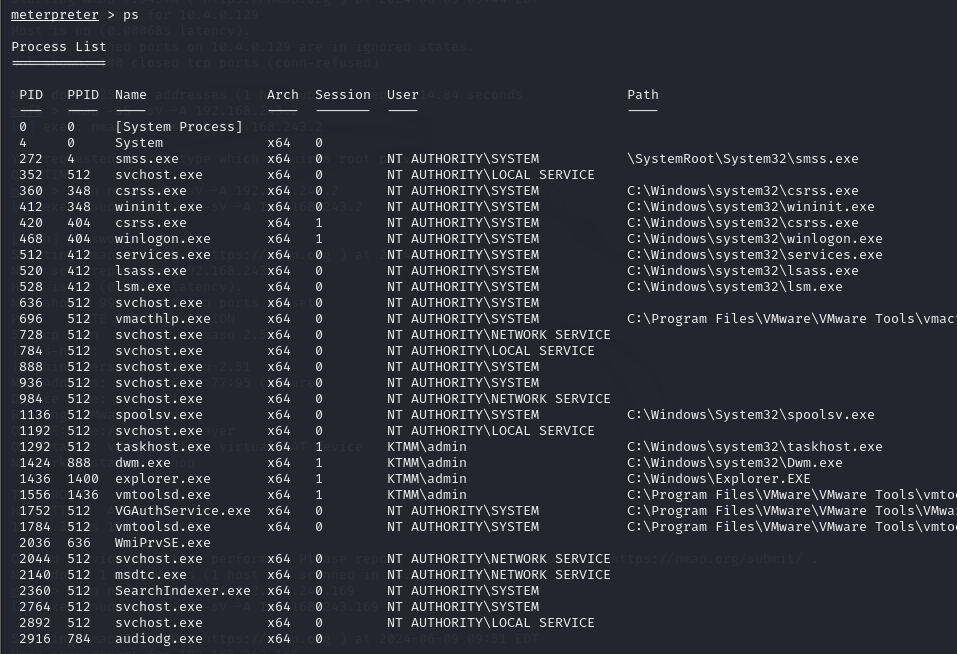 meterpreter > ps
Process List
PID PPID Name Arch Session User Path
0 0 [System Process]
4 0 System x64 0
272 4 smss.exe x64 0 NT AUTHORITY\SYSTEM \SystemRoot\System32\smss.exe
352 512 svchost.exe x64 0 NT AUTHORITY\LOCAL SERVICE
360 348 csrss.exe x64 0 NT AUTHORITY\SYSTEM C:\Windows\system32\csrss.exe
412 348 wininit.exe x64 0 NT AUTHORITY\SYSTEM C:\Windows\system32\wininit.exe
420 404 csrss.exe x64 1 NT AUTHORITY\SYSTEM C:\Windows\system32\csrss.exe
468 404 winlogon.exe x64 1 NT AUTHORITY\SYSTEM C:\Windows\system32\winlogon.exe
512 412 services.exe x64 0 NT AUTHORITY\SYSTEM C:\Windows\system32\services.exe
520 412 lsass.exe x64 0 NT AUTHORITY\SYSTEM C:\Windows\system32\lsass.exe
528 412 lsm.exe x64 0 NT AUTHORITY\SYSTEM C:\Windows\system32\lsm.exe
636 512 svchost.exe x64 0 NT AUTHORITY\SYSTEM
696 512 vmacthlp.exe x64 0 NT AUTHORITY\SYSTEM C:\Program Files\VMware\VMware Tools\vmac
728 512 svchost.exe x64 0 NT AUTHORITY\NETWORK SERVICE
784 512 svchost.exe x64 0 NT AUTHORITY\LOCAL SERVICE
888 512 svchost.exe x64 0 NT AUTHORITY\SYSTEM
936 512 svchost.exe x64 0 NT AUTHORITY\SYSTEM
984 512 svchost.exe x64 0 NT AUTHORITY\NETWORK SERVICE
1136 512 spoolsv.exe x64 0 NT AUTHORITY\SYSTEM C:\Windows\System32\spoolsv.exe
1192 512 svchost.exe x64 0 NT AUTHORITY\LOCAL SERVICE
1292 512 taskhost.exe x64 1 KTMM\admin C:\Windows\system32\taskhost.exe
1424 888 dwm.exe x64 1 KTMM\admin C:\Windows\system32\Dwm.exe
1436 1400 explorer.exe x64 1 KTMM\admin C:\Windows\Explorer.EXE
1556 1436 vmtoolsd.exe x64 1 KTMM\admin C:\Program Files\VMware\VMware Tools\vmto
1752 512 VGAuthService.exe x64 0 NT AUTHORITY\SYSTEM C:\Program Files\VMware\VMware Tools\VMwa
1784 512 vmtoolsd.exe x64 0 NT AUTHORITY\SYSTEM C:\Program Files\VMware\VMware Tools\vmto
2036 636 WmiPrvSE.exe
2044 512 svchost.exe x64 0 NT AUTHORITY\NETWORK SERVICE
2140 512 msdtc.exe x64 0 NT AUTHORITY\NETWORK SERVICE
2360 512 SearchIndexer.exe x64 0 NT AUTHORITY\SYSTEM
2764 512 svchost.exe x64 0 NT AUTHORITY\SYSTEM
2892 512 svchost.exe x64 0 NT AUTHORITY\LOCAL SERVICE
2916 784 audiodg.exe x64 0